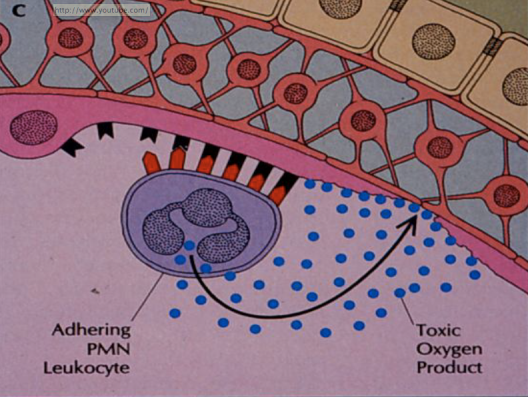 C
http://www.youtube.com/
Adhering
PMN
Leukocyte
Toxic
Oxygen
Product